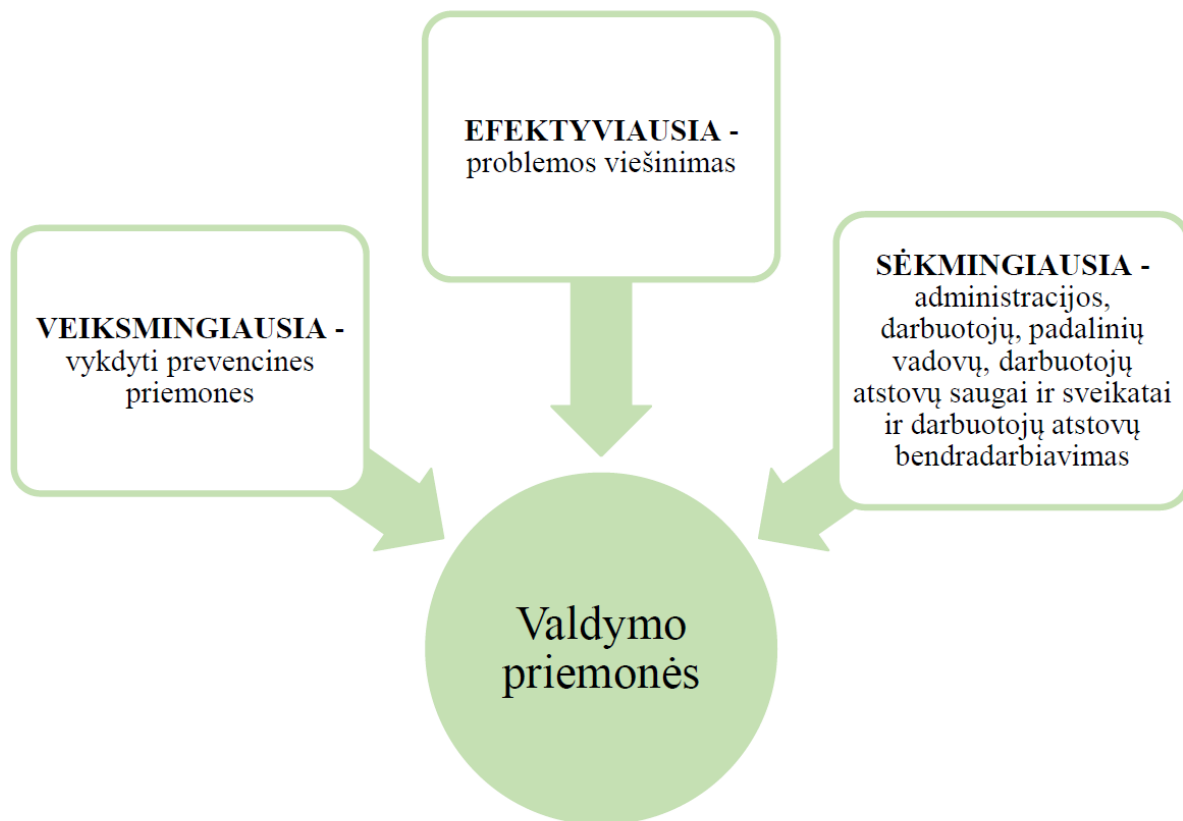 EFEKTYVIAUSIA -
problemos viešinimas
VEIKSMINGIAUSIA -
vykdyti prevencines
priemones
SĖKMINGIAUSIA -
administracijos,
darbuotojų, padalinių
vadovų, darbuotojų
atstovų saugai ir sveikatai
ir darbuotojų atstovų
bendradarbiavimas
Valdymo
priemonės